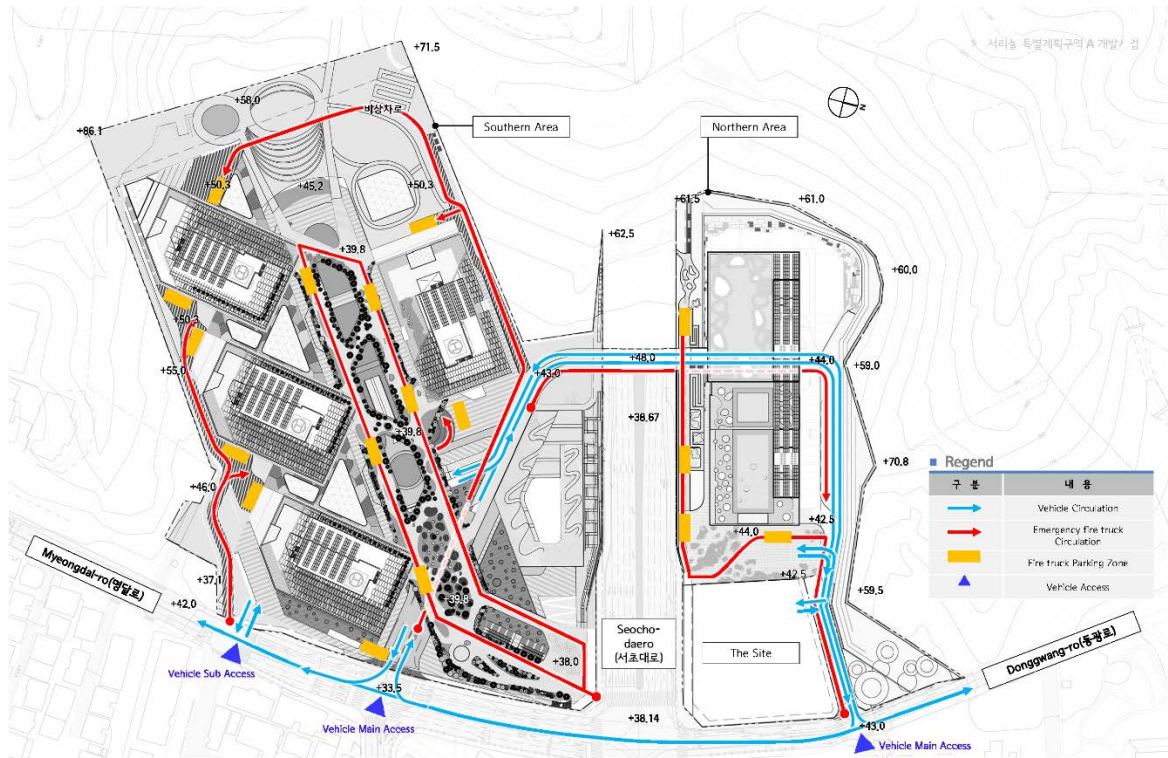 서리풀 특별계획구역 A 개발사업
+71.5
+58.0
비상차로
+86.1
Southern Area
Northern Area
N
+50.3
+45.2
+50.3
+61.5
+61.0
+62.5
+39.8
+60.0
+50.3
+55.0
+48.0
+44.0
+59.0
+43.0
+38.67
+39.8
+70.8
+46.0
+42.5
+44.0
Regend
구 분
내 용
Vehicle Circulation
Emergency fire truck
Circulation
Fire truck Parking Zone
Vehicle Access
Myeongdal-ro(명달로)
+37.1
+42.0
+39.8
+42.5
+59.5
Seocho-
daero
(서초대로)
The Site
Donggwang-ro(동광로)
+38.0
Vehicle Sub Access
+33.5
Vehicle Main Access
+38.14
+43.0
Vehicle Main Access